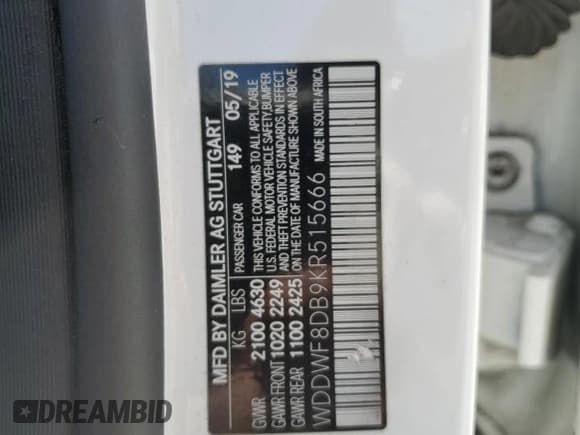 MFD BY DAIMLER AG STUTTGART
KG LBS PASSENGER CAR 149 05/19
GVWR 2100 4630 THIS VEHICLE CONFORMS TO ALL APPLICABLE
GAWR FRONT 1020 2249 U.S. FEDERAL MOTOR VEHICLE SAFETY, BUMPER
AND THEFT PREVENTION STANDARDS IN EFFECT
GAWR REAR 1100 2425 ON THE DATE OF MANUFACTURE SHOWN ABOVE
WDDWF8DB9KR515666 MADE IN SOUTH AFRICA
DREAMBID